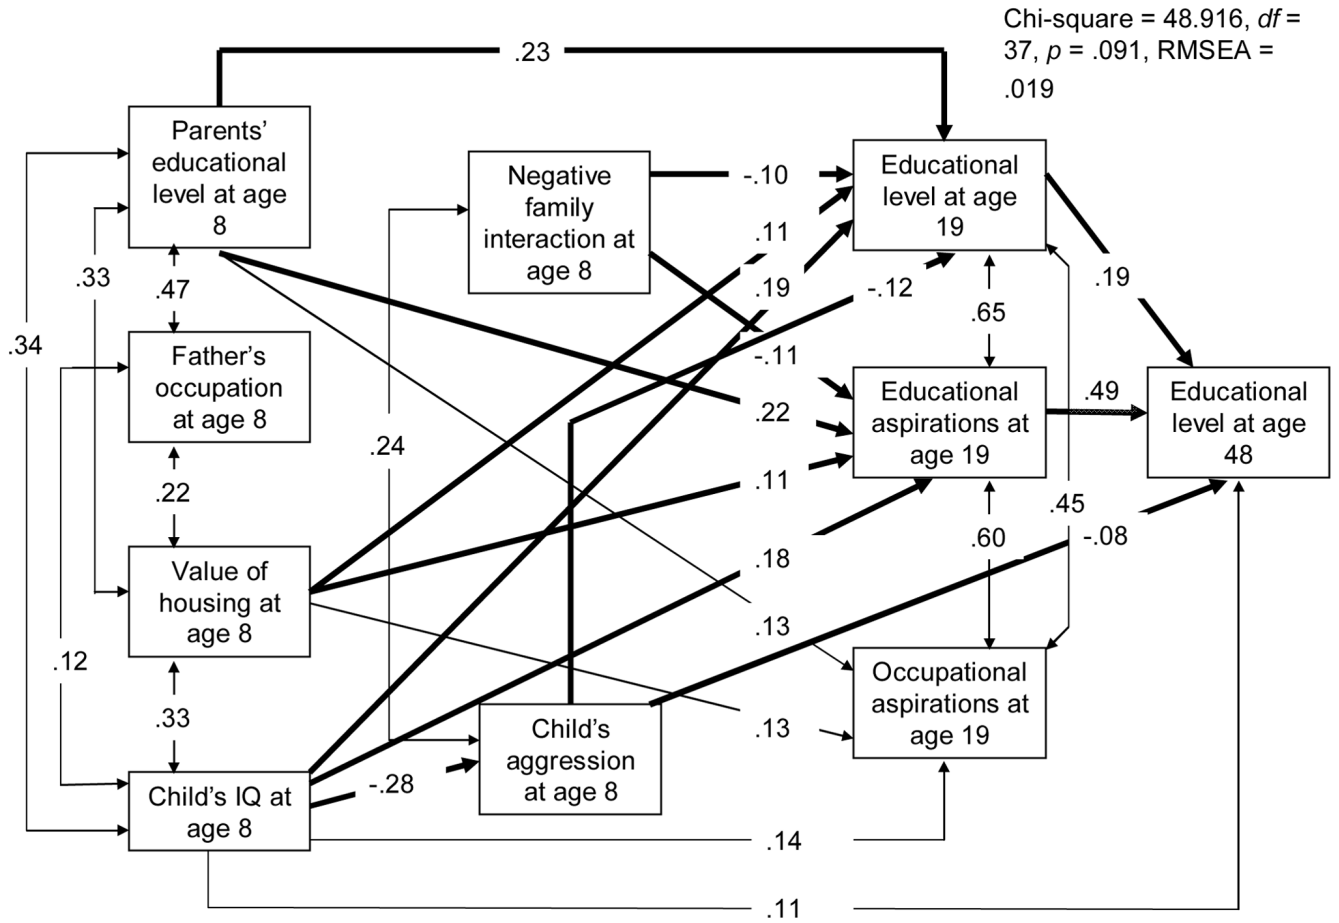 Chi-square = 48.916, df =
37, p = .091, RMSEA =
.019
.23
Parents’
educational
level at age
8
Negative
family
interaction at
age 8
Educational
level at age
19
-.10
.11
.19
-.12
.33
.47
.34
.65
.19
Father’s
occupation
at age 8
-.11
.22
.24
Educational
aspirations at
age 19
.49
Educational
level at age
48
.22
.11
.45
.60
-.08
.18
Value of
housing at
age 8
.13
.12
.33
Occupational
aspirations at
age 19
.13
Child’s
aggression
at age 8
-.28
Child’s IQ at
age 8
.14
.11